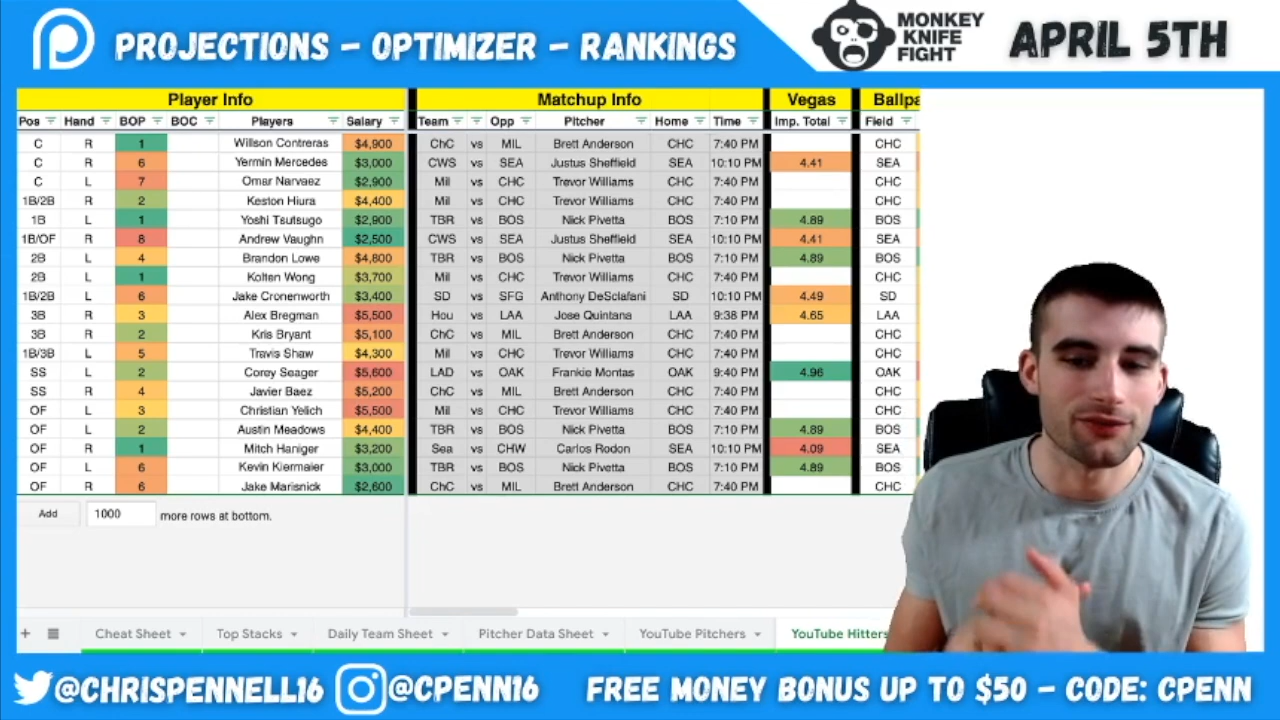 PROJECTIONS - OPTIMIZER - RANKINGS
MONKEY
KNIFE
FIGHT
APRIL 5TH
Player Info Matchup Info Vegas Ballpa
Pos Hand BOP BOC Players Salary Team Opp Pitcher Home Time Imp. Total Field
C R 1 Willson Contreras $4,900 ChC vs MIL Brett Anderson CHC 7:40 PM CHC
C R 6 Yermin Mercedes $3,000 CWS vs SEA Justus Sheffield SEA 10:10 PM 4.41 SEA
C L 7 Omar Narvaez $2,900 Mil vs CHC Trevor Williams CHC 7:40 PM CHC
1B/2B R 2 Keston Hiura $4,400 Mil vs CHC Trevor Williams CHC 7:40 PM CHC
1B L 1 Yoshi Tsutsugo $2,900 TBR vs BOS Nick Pivetta BOS 7:10 PM 4.89 BOS
1B/OF R 8 Andrew Vaughn $2,500 CWS vs SEA Justus Sheffield SEA 10:10 PM 4.41 SEA
2B L 4 Brandon Lowe $4,800 TBR vs BOS Nick Pivetta BOS 7:10 PM 4.89 BOS
2B L 1 Kolten Wong $3,700 Mil vs CHC Trevor Williams CHC 7:40 PM CHC
1B/2B L 6 Jake Cronenworth $3,400 SD vs SFG Anthony DeSclafani SD 10:10 PM 4.49 SD
3B R 3 Alex Bregman $5,500 Hou vs LAA Jose Quintana LAA 9:38 PM 4.65 LAA
3B R 2 Kris Bryant $5,100 ChC vs MIL Brett Anderson CHC 7:40 PM CHC
1B/3B L 5 Travis Shaw $4,300 Mil vs CHC Trevor Williams CHC 7:40 PM CHC
SS L 2 Corey Seager $5,600 LAD vs OAK Frankie Montas OAK 9:40 PM 4.96 OAK
SS R 4 Javier Baez $5,200 ChC vs MIL Brett Anderson CHC 7:40 PM CHC
OF L 3 Christian Yelich $5,500 Mil vs CHC Trevor Williams CHC 7:40 PM CHC
OF L 2 Austin Meadows $4,400 TBR vs BOS Nick Pivetta BOS 7:10 PM 4.89 BOS
OF R 1 Mitch Haniger $3,200 Sea vs CHW Carlos Rodon SEA 10:10 PM 4.09 SEA
OF L 6 Kevin Kiermaier $3,000 TBR vs BOS Nick Pivetta BOS 7:10 PM 4.89 BOS
OF R 6 Jake Marisnick $2,600 ChC vs MIL Brett Anderson CHC 7:40 PM CHC
Add 1000 more rows at bottom.
+ Cheat Sheet Top Stacks Daily Team Sheet Pitcher Data Sheet YouTube Pitchers YouTube Hitters
@CHRISPENNELL16 @CPENN16 FREE MONEY BONUS UP TO $50 - CODE: CPENN